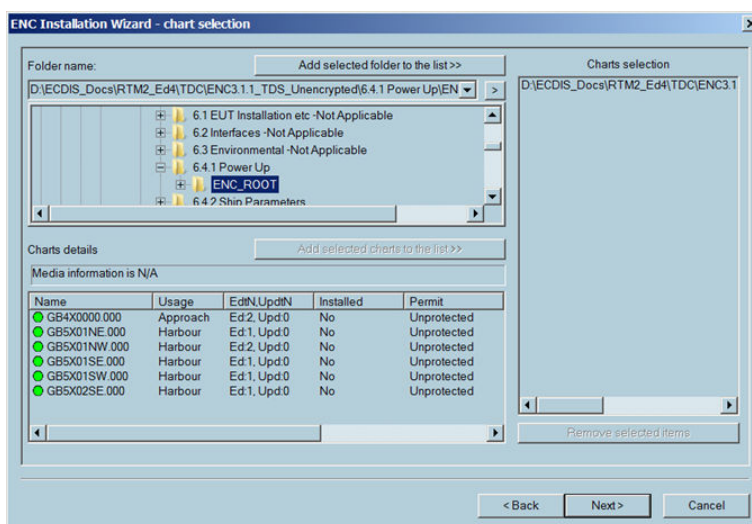 ENC Installation Wizard - chart selection
Folder name:
Add selected folder to the list >>
Charts selection
D:\ECDIS_Docs\RTM2_Ed4\TDC\ENC3.1.1_TDS_Unencrypted\6.4.1 Power Up\EN
>
D:\ECDIS_Docs\RTM2_Ed4\TDC\ENC3.1
6.1 EUT Installation etc -Not Applicable
6.2 Interfaces -Not Applicable
6.3 Environmental -Not Applicable
6.4.1 Power Up
ENC_ROOT
6.4.2 Ship Parameters
Charts details
Add selected charts to the list >>
Media information is N/A
Name Usage EdtN,UpdtN Installed Permit
GB4X0000.000 Approach Ed:2, Upd:0 No Unprotected
GB5X01NE.000 Harbour Ed:1, Upd:0 No Unprotected
GB5X01NW.000 Harbour Ed:2, Upd:0 No Unprotected
GB5X01SE.000 Harbour Ed:1, Upd:0 No Unprotected
GB5X01SW.000 Harbour Ed:1, Upd:0 No Unprotected
GB5X02SE.000 Harbour Ed:1, Upd:0 No Unprotected
Remove selected items
< Back Next > Cancel